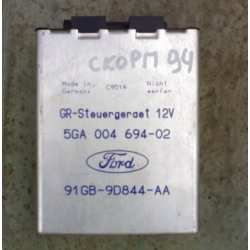 СКОРП 94
Made in
Germany
C95YA
Nicht
werfen
GR-Steuergeraet 12V
5GA 004 694-02
Ford
91GB-9D844-AA